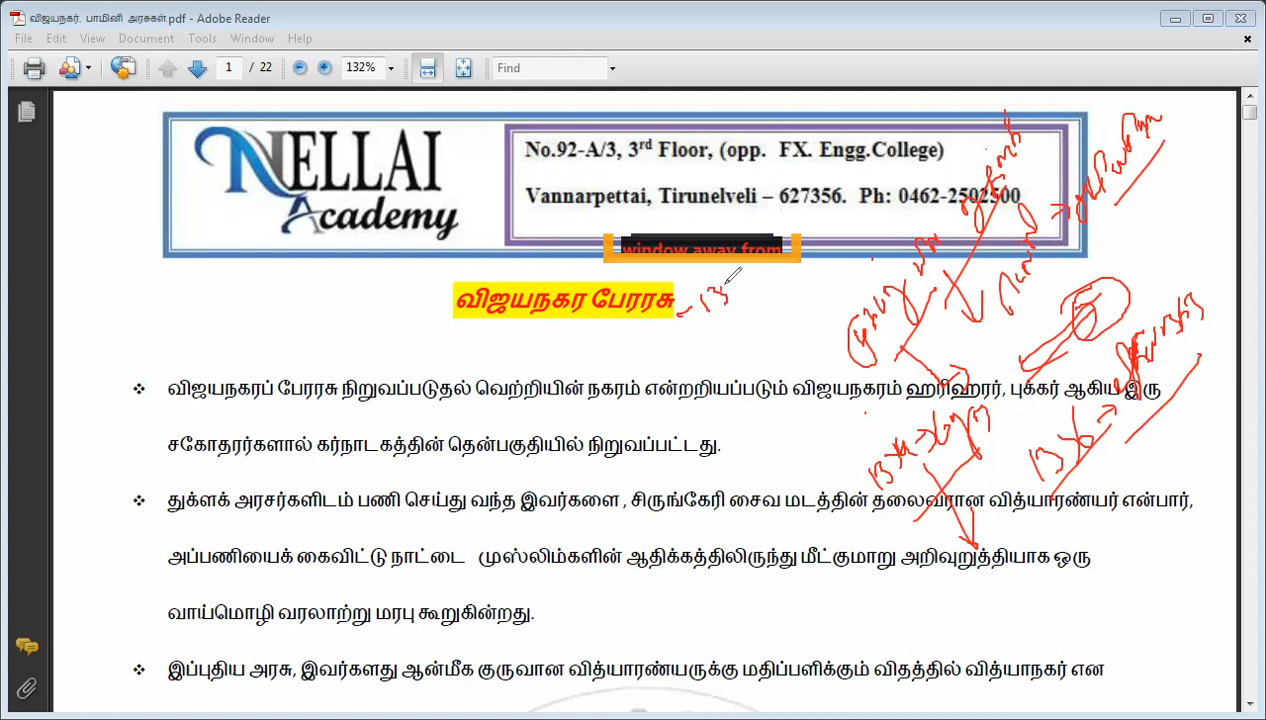 விஜயநகர், பாமினி அரசுகள்.pdf - Adobe Reader
File Edit View Document Tools Window Help
1 / 22 132% Find
NELLAI
Academy
No.92-A/3, 3rd Floor, (opp. FX. Engg.College)
Vannarpettai, Tirunelveli – 627356. Ph: 0462-2502500
window away from
விஜயநகர பேரரசு - 13
❖ விஜயநகரப் பேரரசு நிறுவப்படுதல் வெற்றியின் நகரம் என்றறியப்படும் விஜயநகரம் ஹரிஹரர், புக்கர் ஆகிய இரு
சகோதரர்களால் கர்நாடகத்தின் தென்பகுதியில் நிறுவப்பட்டது.
❖ துக்ளக் அரசர்களிடம் பணி செய்து வந்த இவர்களை , சிருங்கேரி சைவ மடத்தின் தலைவரான வித்யாரண்யர் என்பார்,
அப்பணியைக் கைவிட்டு நாட்டை முஸ்லிம்களின் ஆதிக்கத்திலிருந்து மீட்குமாறு அறிவுறுத்தியாக ஒரு
வாய்மொழி வரலாற்று மரபு கூறுகின்றது.
❖ இப்புதிய அரசு, இவர்களது ஆன்மீக குருவான வித்யாரண்யருக்கு மதிப்பளிக்கும் விதத்தில் வித்யாநகர் என